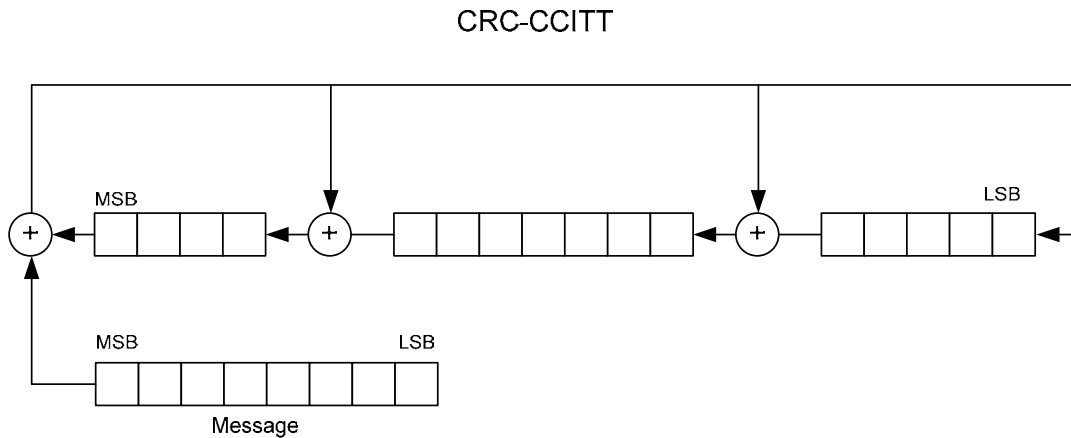 CRC-CCITT
MSB
LSB
+
+
+
MSB
LSB
Message